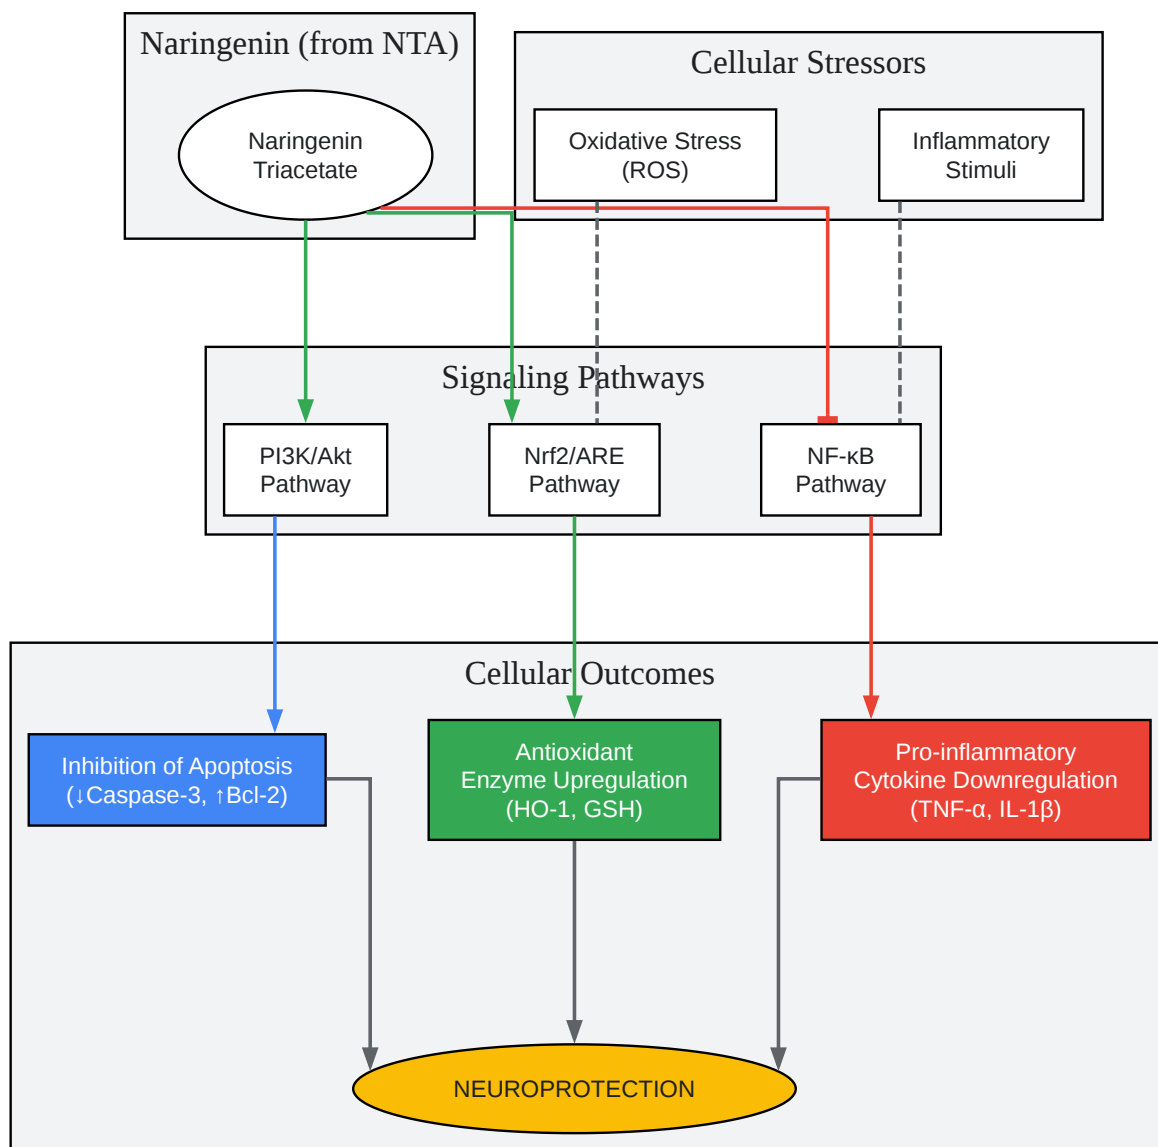 Naringenin (from NTA)
Cellular Stressors
Naringenin
Triacetate
Oxidative Stress
(ROS)
Inflammatory
Stimuli
Signaling Pathways
PI3K/Akt
Pathway
Nrf2/ARE
Pathway
NF-κB
Pathway
Cellular Outcomes
Inhibition of Apoptosis
(↓Caspase-3, ↑Bcl-2)
Antioxidant
Enzyme Upregulation
(HO-1, GSH)
Pro-inflammatory
Cytokine Downregulation
(TNF-α, IL-1β)
NEUROPROTECTION